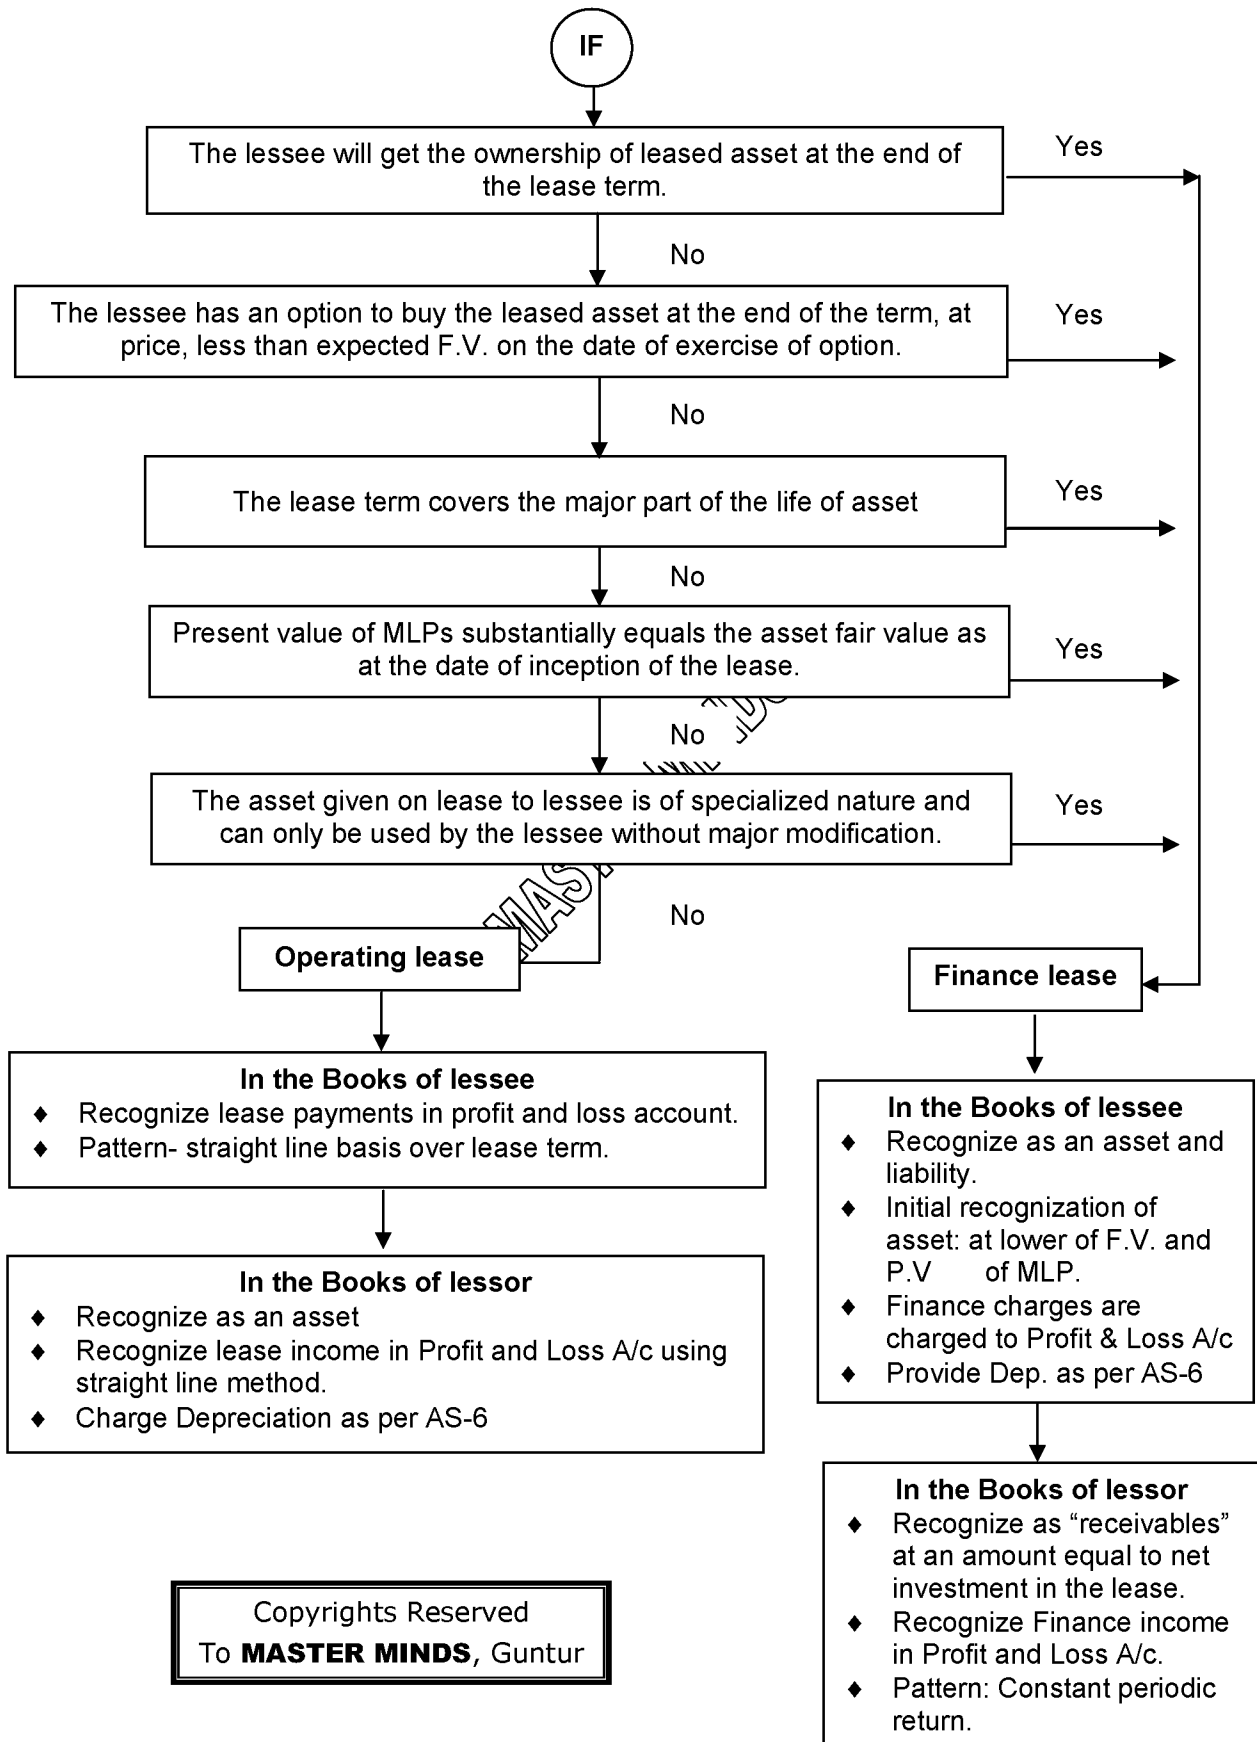 IF
The lessee will get the ownership of leased asset at the end of
the lease term.
Yes
No
The lessee has an option to buy the leased asset at the end of the term, at
price, less than expected F.V. on the date of exercise of option.
Yes
No
The lease term covers the major part of the life of asset
Yes
No
Present value of MLPs substantially equals the asset fair value as
at the date of inception of the lease.
Yes
No
The asset given on lease to lessee is of specialized nature and
can only be used by the lessee without major modification.
Yes
No
Operating lease
In the Books of lessee
♦ Recognize lease payments in profit and loss account.
♦ Pattern- straight line basis over lease term.
In the Books of lessor
♦ Recognize as an asset
♦ Recognize lease income in Profit and Loss A/c using
straight line method.
♦ Charge Depreciation as per AS-6
Finance lease
In the Books of lessee
♦ Recognize as an asset and
liability.
♦ Initial recognization of
asset: at lower of F.V. and
P.V of MLP.
♦ Finance charges are
charged to Profit & Loss A/c
♦ Provide Dep. as per AS-6
In the Books of lessor
♦ Recognize as “receivables”
at an amount equal to net
investment in the lease.
♦ Recognize Finance income
in Profit and Loss A/c.
♦ Pattern: Constant periodic
return.
Copyrights Reserved
To MASTER MINDS, Guntur